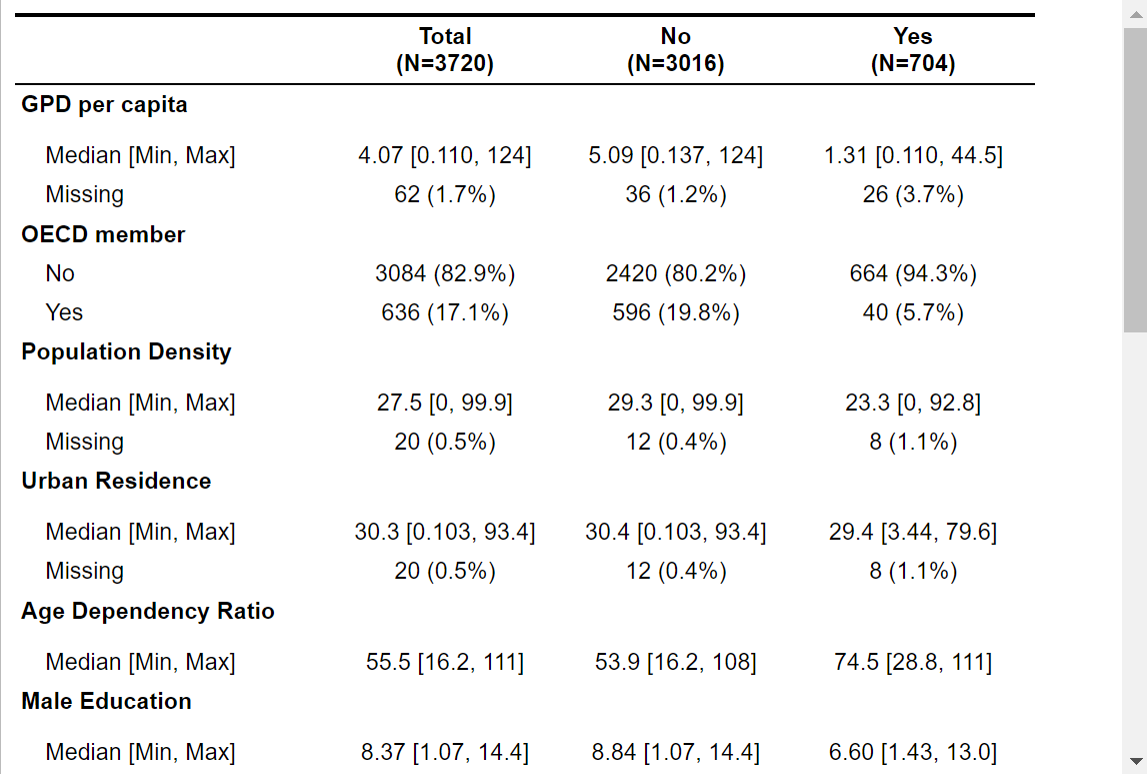 Total No Yes
(N=3720) (N=3016) (N=704)
GPD per capita
Median [Min, Max] 4.07 [0.110, 124] 5.09 [0.137, 124] 1.31 [0.110, 44.5]
Missing 62 (1.7%) 36 (1.2%) 26 (3.7%)
OECD member
No 3084 (82.9%) 2420 (80.2%) 664 (94.3%)
Yes 636 (17.1%) 596 (19.8%) 40 (5.7%)
Population Density
Median [Min, Max] 27.5 [0, 99.9] 29.3 [0, 99.9] 23.3 [0, 92.8]
Missing 20 (0.5%) 12 (0.4%) 8 (1.1%)
Urban Residence
Median [Min, Max] 30.3 [0.103, 93.4] 30.4 [0.103, 93.4] 29.4 [3.44, 79.6]
Missing 20 (0.5%) 12 (0.4%) 8 (1.1%)
Age Dependency Ratio
Median [Min, Max] 55.5 [16.2, 111] 53.9 [16.2, 108] 74.5 [28.8, 111]
Male Education
Median [Min, Max] 8.37 [1.07, 14.4] 8.84 [1.07, 14.4] 6.60 [1.43, 13.0]